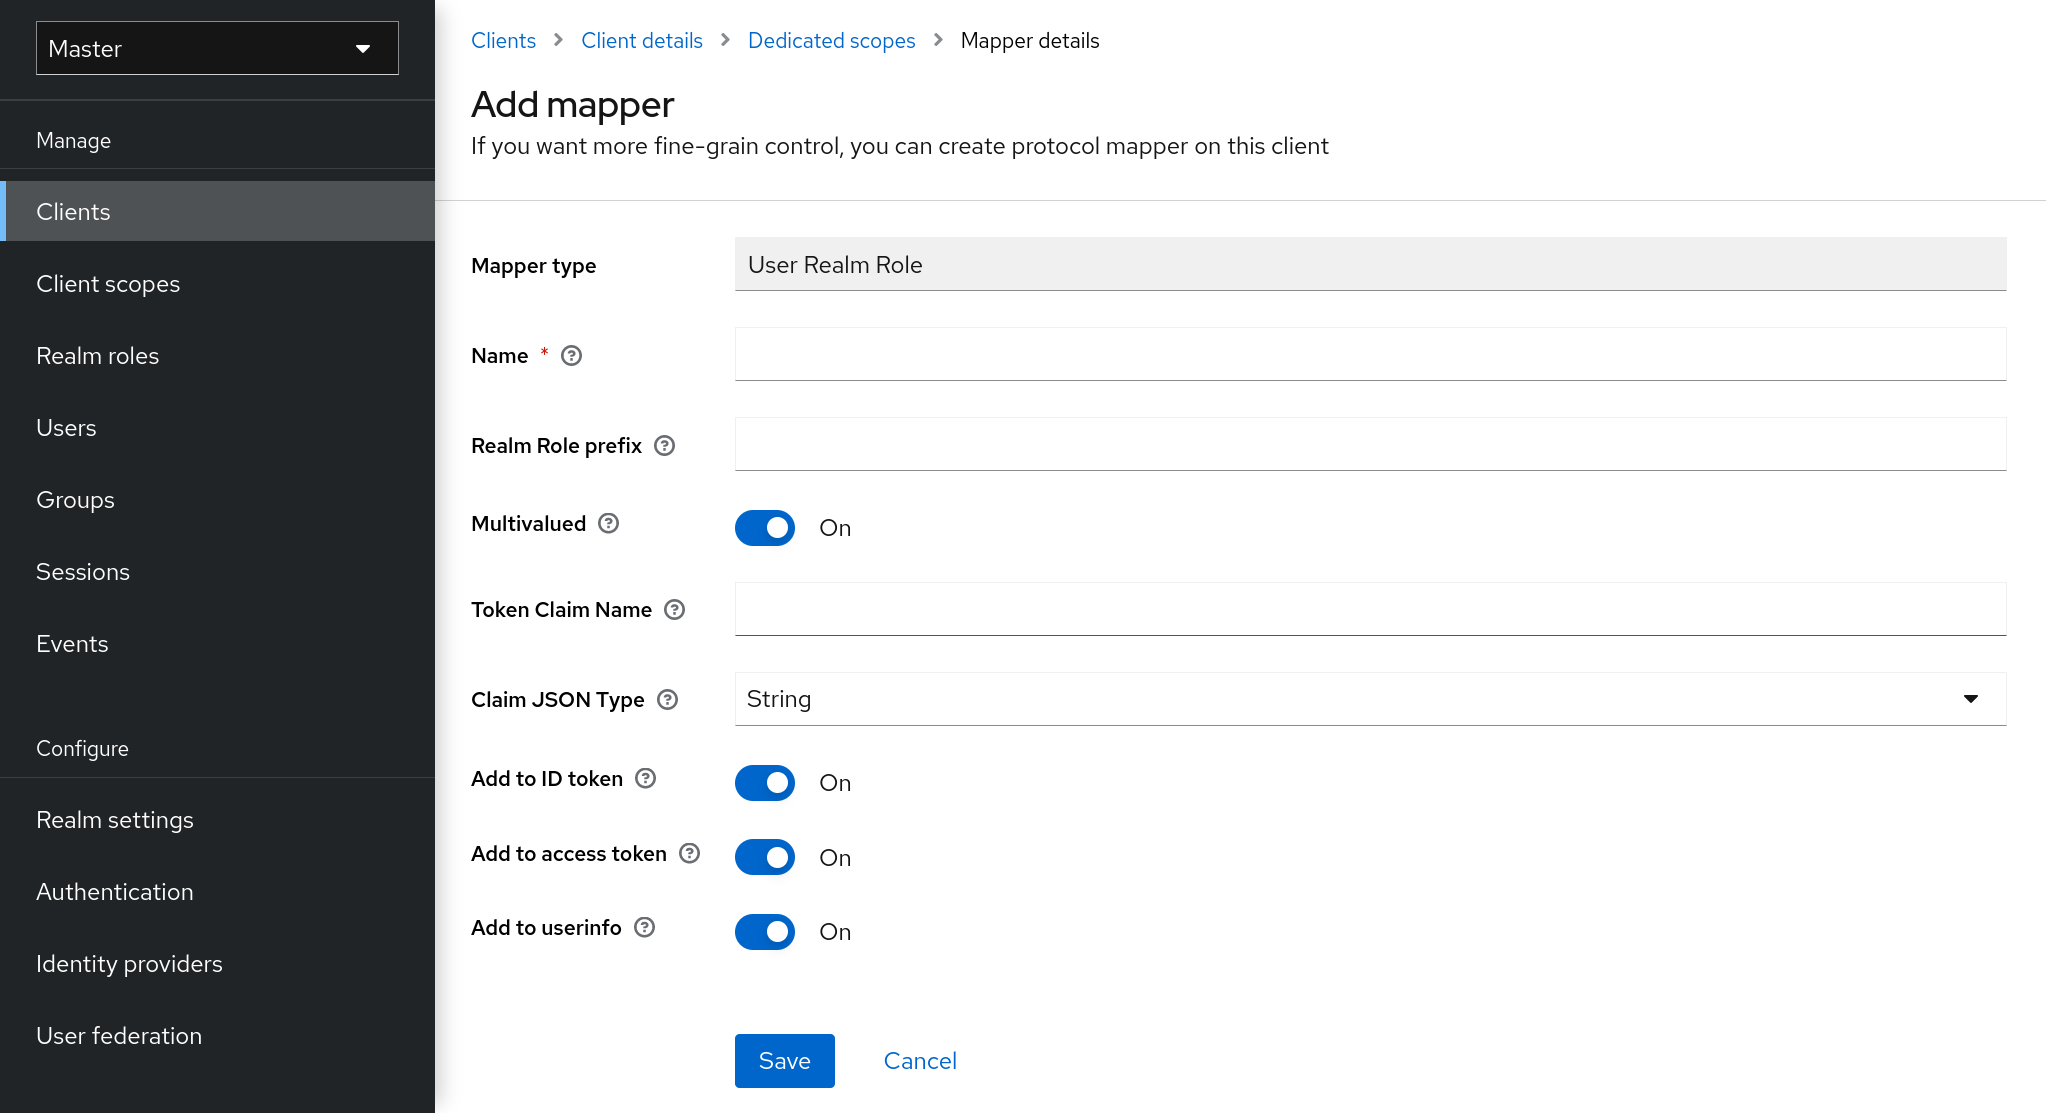 Master
Manage
Clients
Client scopes
Realm roles
Users
Groups
Sessions
Events
Configure
Realm settings
Authentication
Identity providers
User federation
Clients > Client details > Dedicated scopes > Mapper details
Add mapper
If you want more fine-grain control, you can create protocol mapper on this client
Mapper type User Realm Role
Name *
Realm Role prefix
Multivalued On
Token Claim Name
Claim JSON Type String
Add to ID token On
Add to access token On
Add to userinfo On
Save Cancel